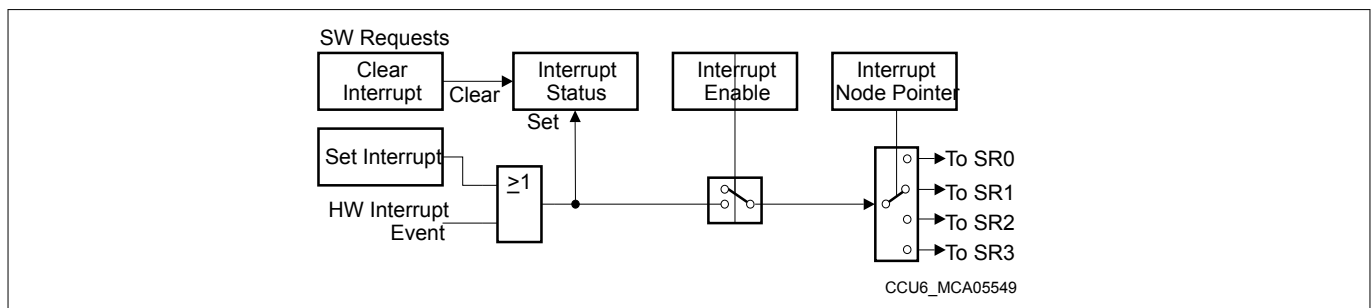 SW Requests
Clear
Interrupt
Clear
Interrupt
Status
Set
Interrupt
Enable
Interrupt
Node Pointer
Set Interrupt
≥1
HW Interrupt
Event
To SR0
To SR1
To SR2
To SR3
CCU6_MCA05549